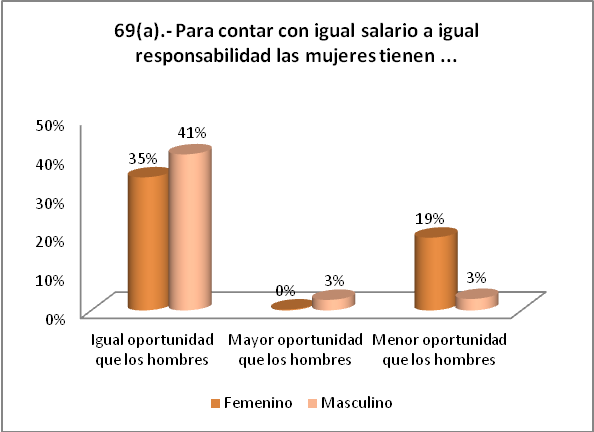 69(a).- Para contar con igual salario a igual
responsabilidad las mujeres tienen ...
50%
40%
30%
20%
10%
0%
35%
41%
0%
3%
19%
3%
Igual oportunidad
que los hombres
Mayor oportunidad
que los hombres
Menor oportunidad
que los hombres
Femenino
Masculino